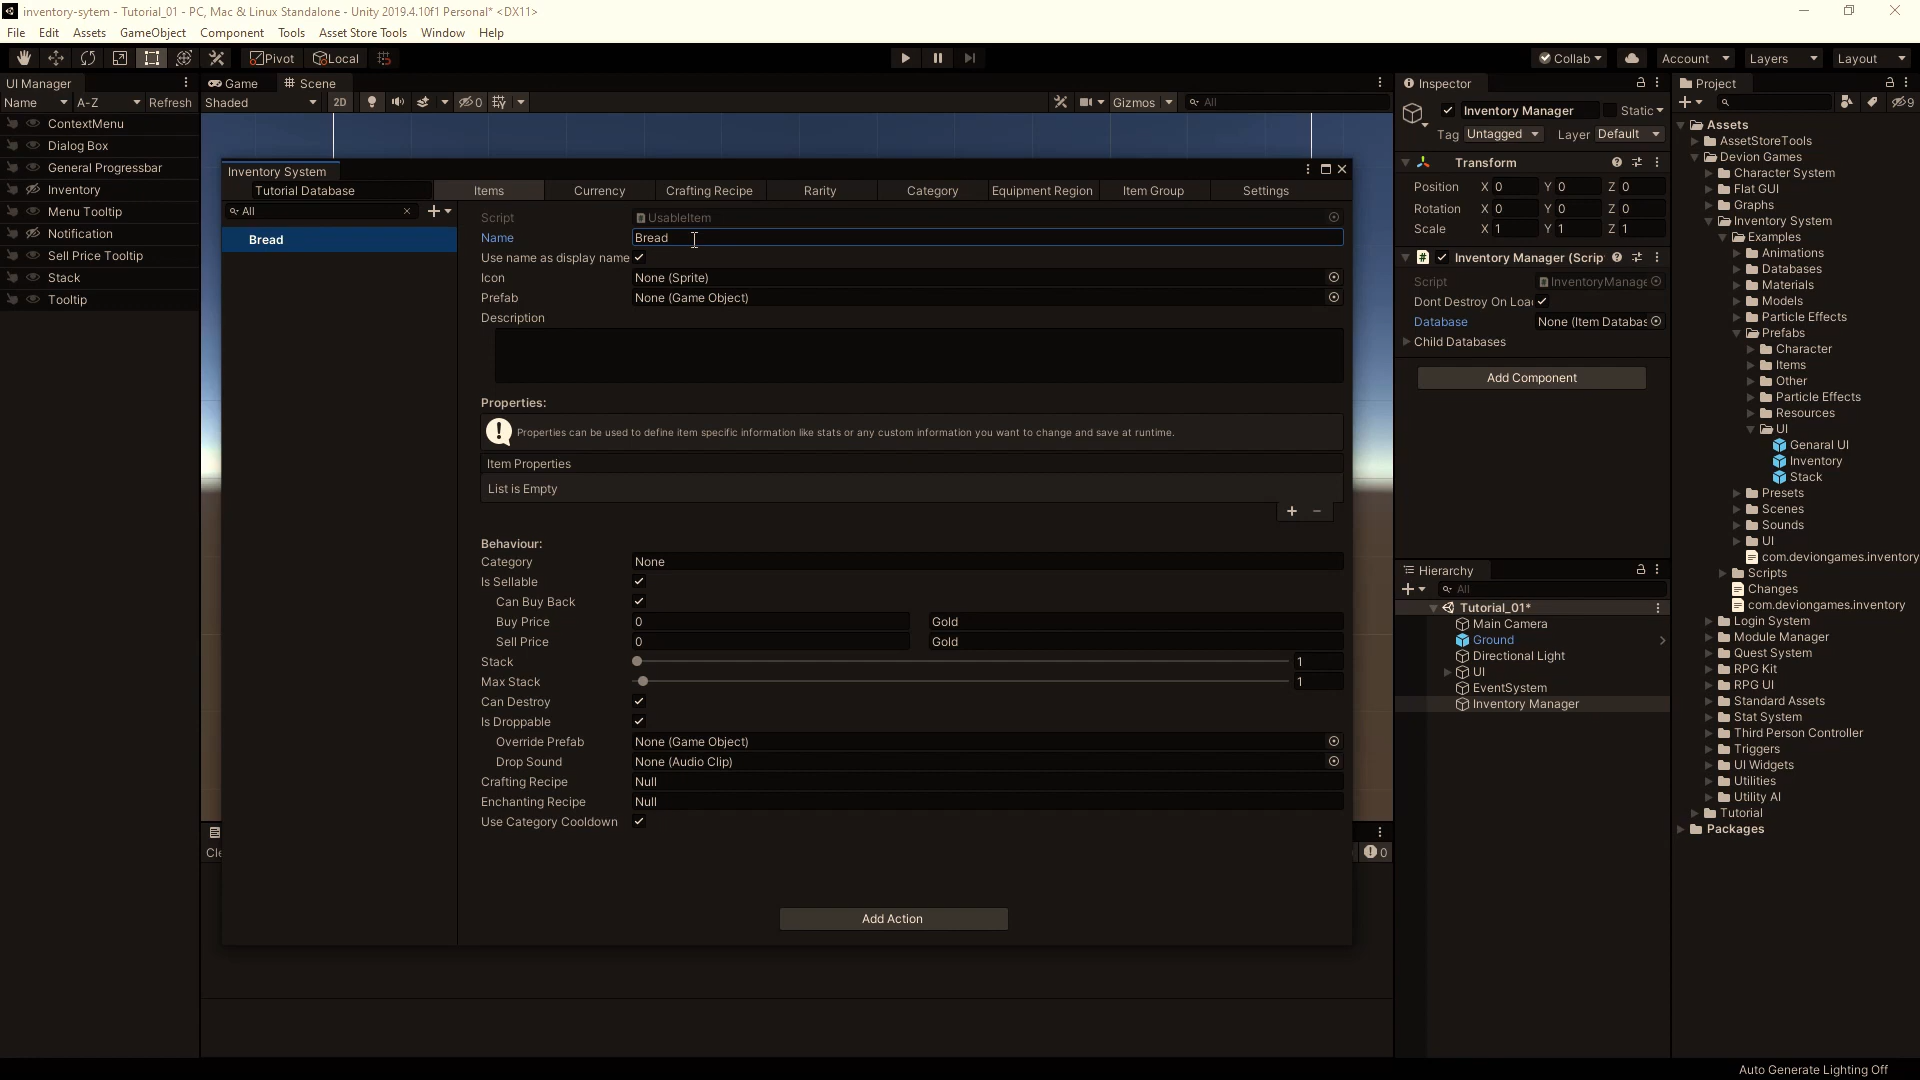 inventory-sytem - Tutorial_01 - PC, Mac & Linux Standalone - Unity 2019.4.10f1 Personal* <DX11>
File Edit Assets GameObject Component Tools Asset Store Tools Window Help
Pivot Local Collab Account Layers Layout
UI Manager
Name A-Z Refresh
ContextMenu
Dialog Box
General Progressbar
Inventory
Menu Tooltip
Notification
Sell Price Tooltip
Stack
Tooltip
Game Scene
Shaded 2D 0 Gizmos All
Inventory System
Tutorial Database Items Currency Crafting Recipe Rarity Category Equipment Region Item Group Settings
All
Bread
Script UsableItem
Name Bread
Use name as display name
Icon None (Sprite)
Prefab None (Game Object)
Description
Properties:
Properties can be used to define item specific information like stats or any custom information you want to change and save at runtime.
Item Properties
List is Empty
+ −
Behaviour:
Category None
Is Sellable
Can Buy Back
Buy Price 0 Gold
Sell Price 0 Gold
Stack 1
Max Stack 1
Can Destroy
Is Droppable
Override Prefab None (Game Object)
Drop Sound None (Audio Clip)
Crafting Recipe Null
Enchanting Recipe Null
Use Category Cooldown
Add Action
Cle
0
Inspector
Inventory Manager Static
Tag Untagged Layer Default
Transform
Position X 0 Y 0 Z 0
Rotation X 0 Y 0 Z 0
Scale X 1 Y 1 Z 1
# Inventory Manager (Scrip
Script InventoryManage
Dont Destroy On Loa
Database None (Item Databas
Child Databases
Add Component
Hierarchy
All
Tutorial_01*
Main Camera
Ground
Directional Light
UI
EventSystem
Inventory Manager
Project
9
Assets
AssetStoreTools
Devion Games
Character System
Flat GUI
Graphs
Inventory System
Examples
Animations
Databases
Materials
Models
Particle Effects
Prefabs
Character
Items
Other
Particle Effects
Resources
UI
Genaral UI
Inventory
Stack
Presets
Scenes
Sounds
UI
com.deviongames.inventory
Scripts
Changes
com.deviongames.inventory
Login System
Module Manager
Quest System
RPG Kit
RPG UI
Standard Assets
Stat System
Third Person Controller
Triggers
UI Widgets
Utilities
Utility AI
Tutorial
Packages
Auto Generate Lighting Off